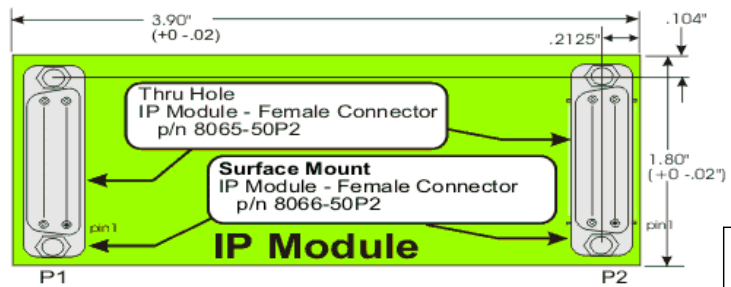 3.90"
(+0 -.02)
.104"
.2125"
Thru Hole
IP Module - Female Connector
p/n 8065-50P2
1.80"
(+0 -.02")
Surface Mount
IP Module - Female Connector
p/n 8066-50P2
pin1
pin1
IP Module
P1
P2